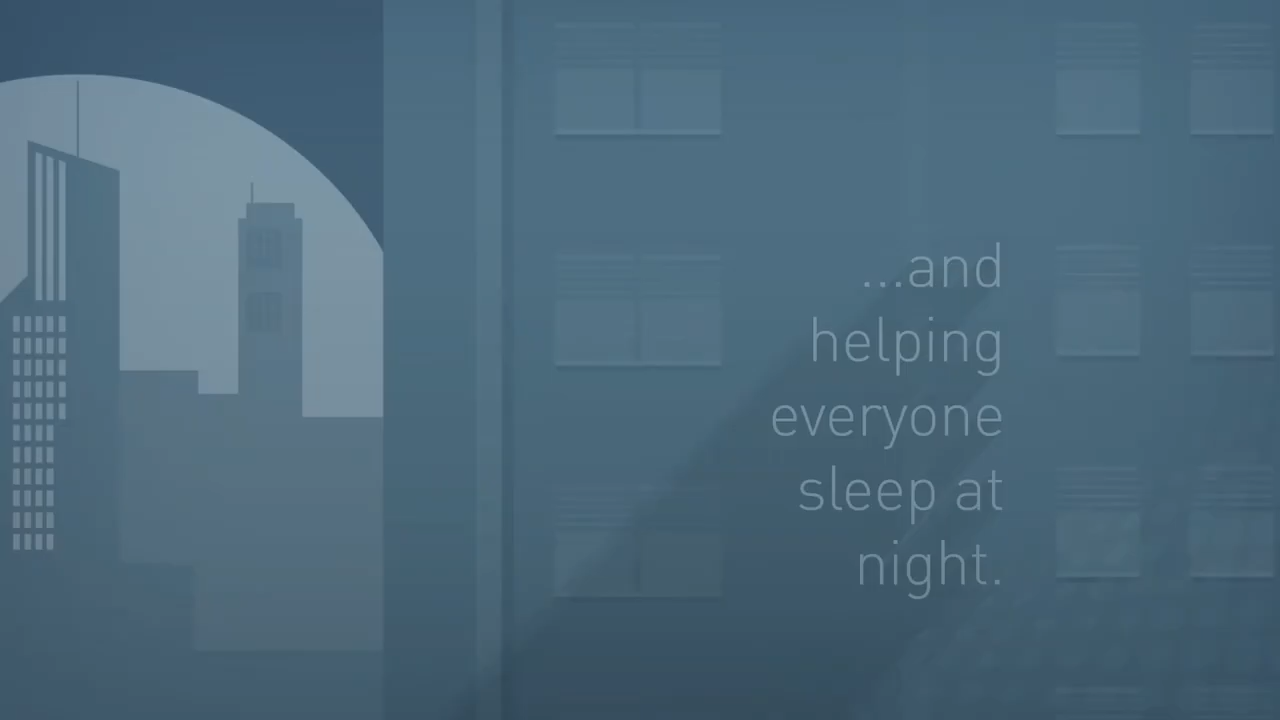 ...and
helping
everyone
sleep at
night.